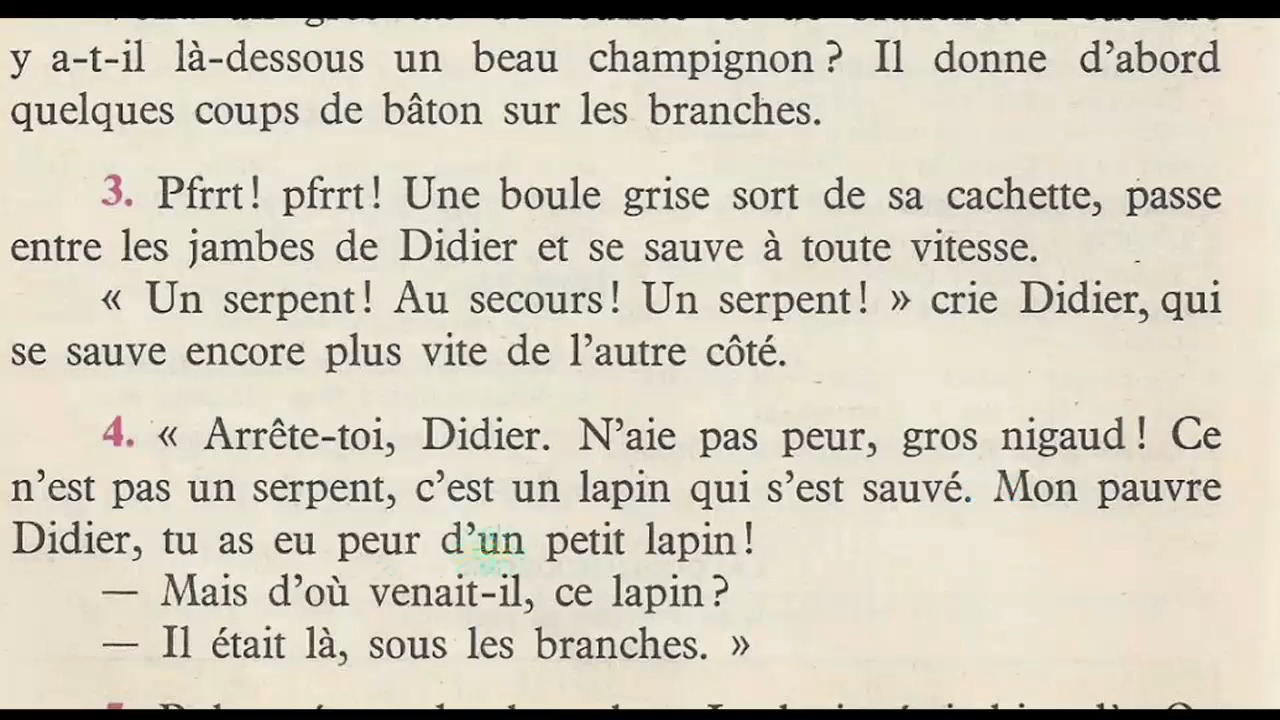 y a-t-il là-dessous un beau champignon ? Il donne d'abord
quelques coups de bâton sur les branches.
3. Pfrrt ! pfrrt ! Une boule grise sort de sa cachette, passe
entre les jambes de Didier et se sauve à toute vitesse.
« Un serpent ! Au secours ! Un serpent ! » crie Didier, qui
se sauve encore plus vite de l'autre côté.
4. « Arrête-toi, Didier. N'aie pas peur, gros nigaud ! Ce
n'est pas un serpent, c'est un lapin qui s'est sauvé. Mon pauvre
Didier, tu as eu peur d'un petit lapin !
— Mais d'où venait-il, ce lapin ?
— Il était là, sous les branches. »